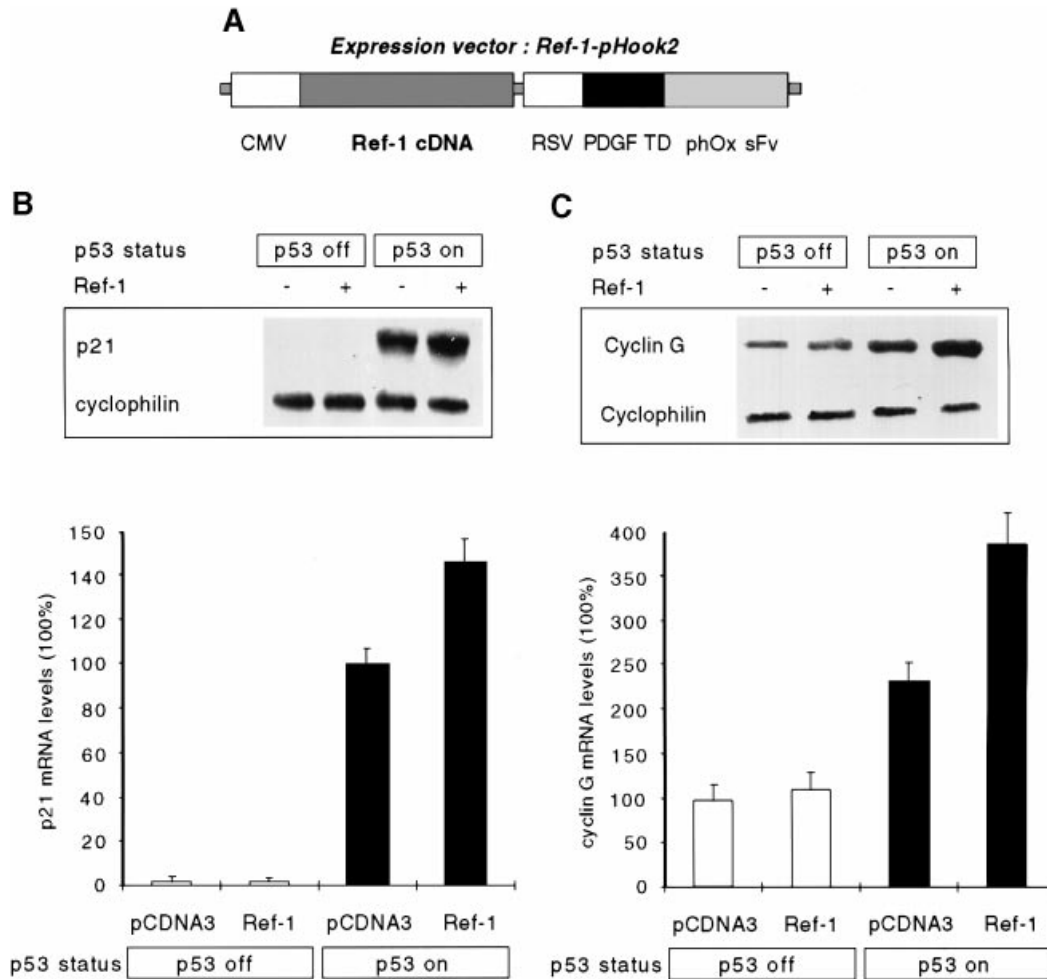 A
Expression vector : Ref-1-pHook2
CMV Ref-1 cDNA RSV PDGF TD phOx sFv
B
p53 status p53 off p53 on
Ref-1 - + - +
p21
cyclophilin
p21 mRNA levels (100%)
150
140
120
100
80
60
40
20
0
pCDNA3 Ref-1 pCDNA3 Ref-1
p53 status p53 off p53 on
C
p53 status p53 off p53 on
Ref-1 - + - +
Cyclin G
Cyclophilin
cyclin G mRNA levels (100%)
400
350
300
250
200
150
100
50
0
pCDNA3 Ref-1 pCDNA3 Ref-1
p53 status p53 off p53 on